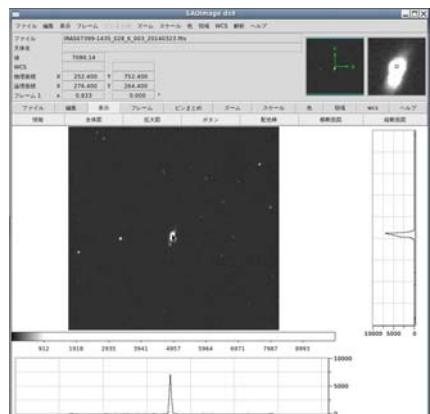 SAOImage ds9
ファイル 編集 表示 フレーム ビンまとめ ズーム スケール 色 領域 WCS 解析 ヘルプ
ファイル IRAS07399-1435_028_6_003_20140323.fits
天体名
値 7090.14
WCS
物理座標 X 252.400 Y 752.400
論理座標 X 276.400 Y 264.400
フレーム 1 x 0.833 0.000 °
ファイル 編集 表示 フレーム ビンまとめ ズーム スケール 色 領域 wcs ヘルプ
情報 全体図 拡大図 ボタン 配色棒 横断面図 縦断面図
10000 5000 0
912 1918 2935 3941 4957 5964 6971 7987 8993
10000
5000
0